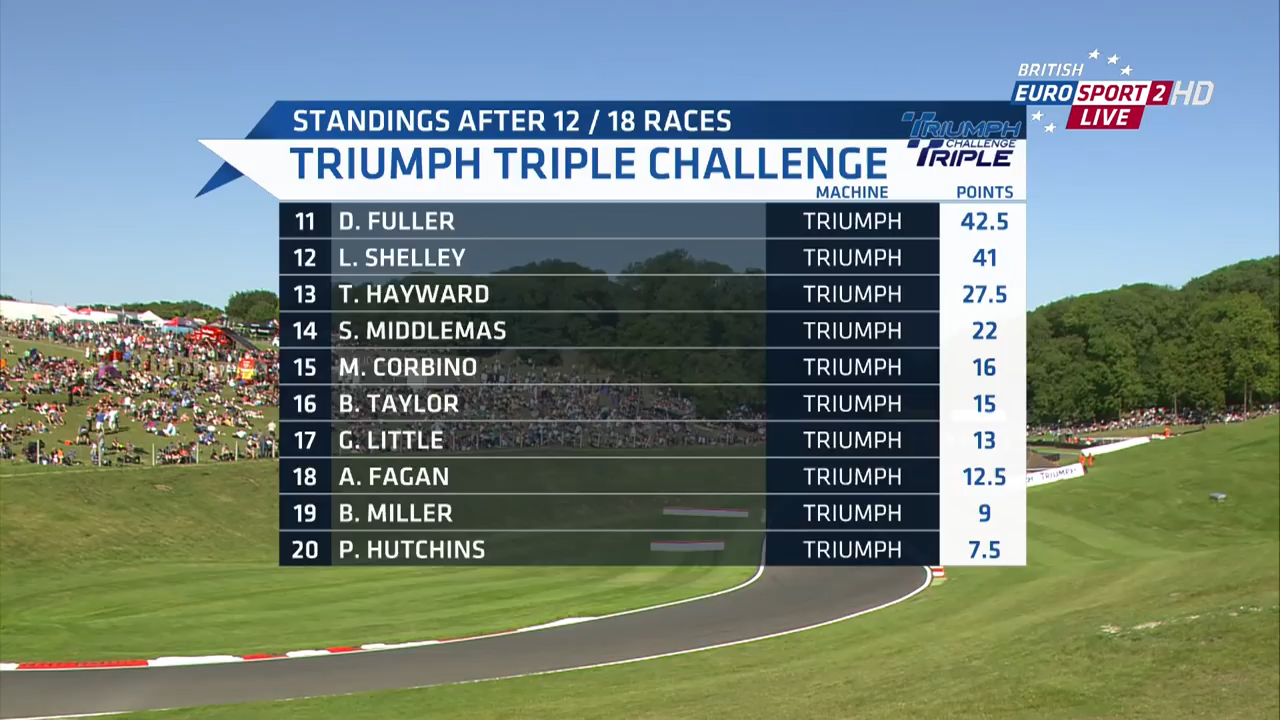 BRITISH
EUROSPORT 2 HD
LIVE
STANDINGS AFTER 12 / 18 RACES
TRIUMPH TRIPLE CHALLENGE
TRIUMPH
CHALLENGE
TRIPLE
MACHINE POINTS
11 D. FULLER TRIUMPH 42.5
12 L. SHELLEY TRIUMPH 41
13 T. HAYWARD TRIUMPH 27.5
14 S. MIDDLEMAS TRIUMPH 22
15 M. CORBINO TRIUMPH 16
16 B. TAYLOR TRIUMPH 15
17 G. LITTLE TRIUMPH 13
18 A. FAGAN TRIUMPH 12.5
19 B. MILLER TRIUMPH 9
20 P. HUTCHINS TRIUMPH 7.5
TRIUMPH